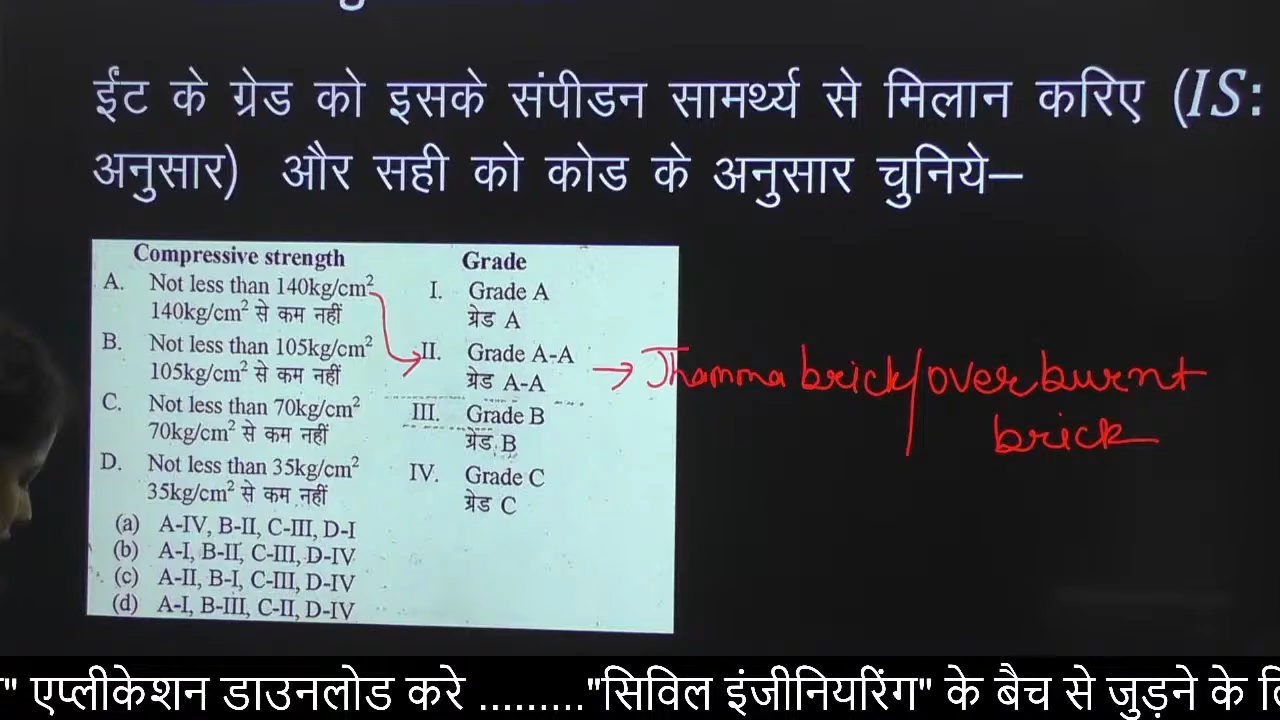 ईंट के ग्रेड को इसके संपीडन सामर्थ्य से मिलान करिए (IS:
अनुसार) और सही को कोड के अनुसार चुनिये–
Compressive strength Grade
A. Not less than 140kg/cm² I. Grade A
140kg/cm² से कम नहीं ग्रेड A
B. Not less than 105kg/cm² II. Grade A-A
105kg/cm² से कम नहीं ग्रेड A-A
Jhamma brick/over burnt
brick
C. Not less than 70kg/cm² III. Grade B
70kg/cm² से कम नहीं ग्रेड B
D. Not less than 35kg/cm² IV. Grade C
35kg/cm² से कम नहीं ग्रेड C
(a) A-IV, B-II, C-III, D-I
(b) A-I, B-II, C-III, D-IV
(c) A-II, B-I, C-III, D-IV
(d) A-I, B-III, C-II, D-IV
" एप्लीकेशन डाउनलोड करे .........."सिविल इंजीनियरिंग" के बैच से जुड़ने के